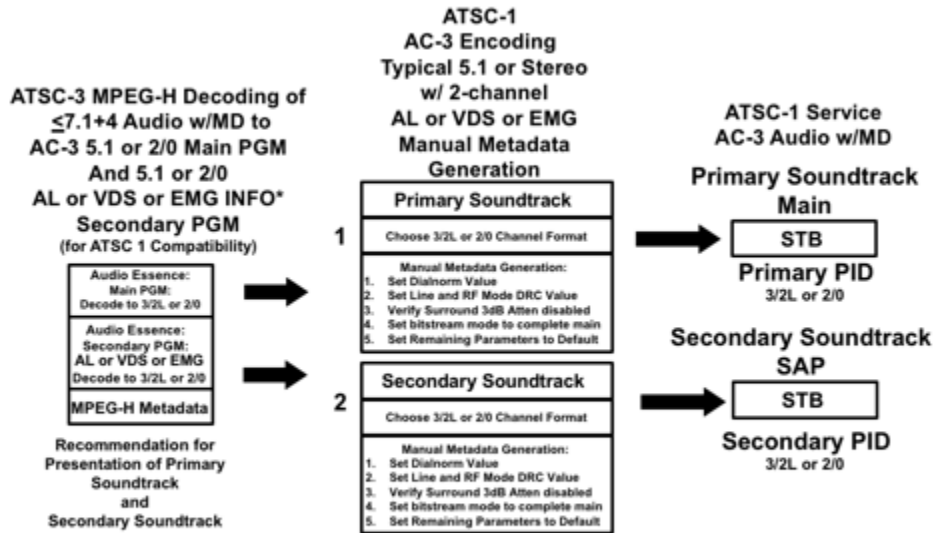 ATSC-3 MPEG-H Decoding of
≤7.1+4 Audio w/MD to
AC-3 5.1 or 2/0 Main PGM
And 5.1 or 2/0
AL or VDS or EMG INFO*
Secondary PGM
(for ATSC 1 Compatibility)
Audio Essence:
Main PGM:
Decode to 3/2L or 2/0
Audio Essence:
Secondary PGM:
AL or VDS or EMG
Decode to 3/2L or 2/0
MPEG-H Metadata
Recommendation for
Presentation of Primary
Soundtrack
and
Secondary Soundtrack
ATSC-1
AC-3 Encoding
Typical 5.1 or Stereo
w/ 2-channel
AL or VDS or EMG
Manual Metadata
Generation
1
Primary Soundtrack
Choose 3/2L or 2/0 Channel Format
Manual Metadata Generation:
1. Set Dialnorm Value
2. Set Line and RF Mode DRC Value
3. Verify Surround 3dB Atten disabled
4. Set bitstream mode to complete main
5. Set Remaining Parameters to Default
2
Secondary Soundtrack
Choose 3/2L or 2/0 Channel Format
Manual Metadata Generation:
1. Set Dialnorm Value
2. Set Line and RF Mode DRC Value
3. Verify Surround 3dB Atten disabled
4. Set bitstream mode to complete main
5. Set Remaining Parameters to Default
ATSC-1 Service
AC-3 Audio w/MD
Primary Soundtrack
Main
STB
Primary PID
3/2L or 2/0
Secondary Soundtrack
SAP
STB
Secondary PID
3/2L or 2/0